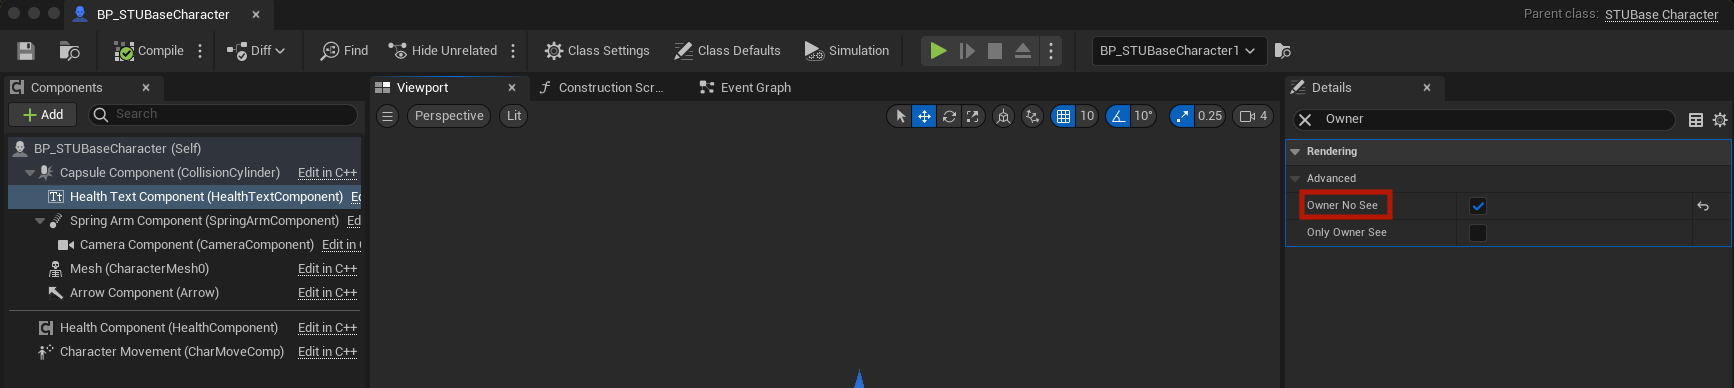 BP_STUBaseCharacter
Parent class: STUBase Character
Compile Diff Find Hide Unrelated Class Settings Class Defaults Simulation BP_STUBaseCharacter1
Components
Add Search
BP_STUBaseCharacter (Self)
Capsule Component (CollisionCylinder) Edit in C++
Health Text Component (HealthTextComponent) Ec
Spring Arm Component (SpringArmComponent) Ed
Camera Component (CameraComponent) Edit in C
Mesh (CharacterMesh0) Edit in C++
Arrow Component (Arrow) Edit in C++
Health Component (HealthComponent) Edit in C++
Character Movement (CharMoveComp) Edit in C++
Viewport Construction Scr... Event Graph
Perspective Lit 10 10° 0.25 4
Details
Owner
Rendering
Advanced
Owner No See
Only Owner See